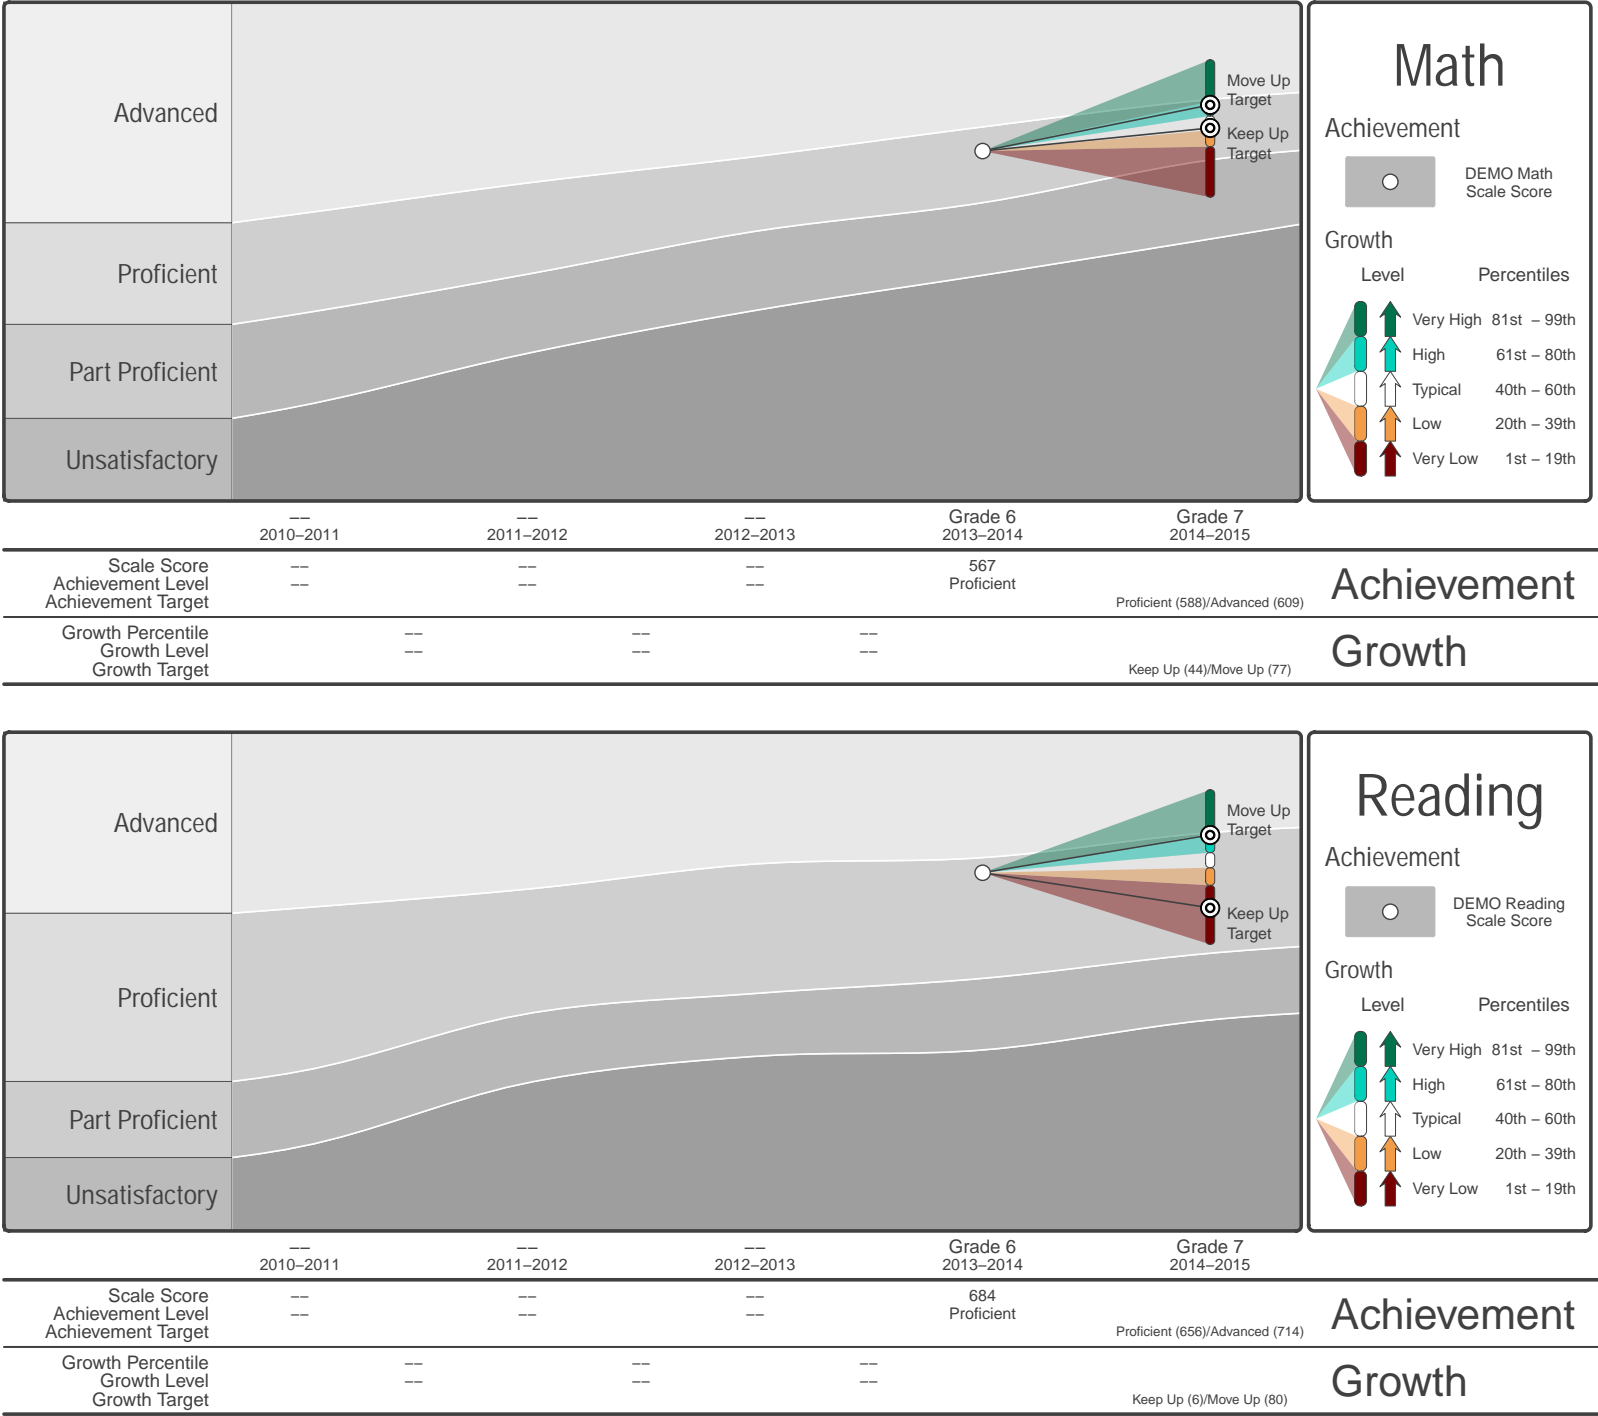 Math
Advanced
Proficient
Part Proficient
Unsatisfactory
Move Up
Target
Keep Up
Target
Achievement
DEMO Math
Scale Score
Growth
Level Percentiles
Very High 81st – 99th
High 61st – 80th
Typical 40th – 60th
Low 20th – 39th
Very Low 1st – 19th
–– –– –– Grade 6 Grade 7
2010–2011 2011–2012 2012–2013 2013–2014 2014–2015
Scale Score –– –– –– 567
Achievement Level –– –– –– Proficient
Achievement Target Proficient (588)/Advanced (609)
Achievement
Growth Percentile –– –– ––
Growth Level –– –– ––
Growth Target Keep Up (44)/Move Up (77)
Growth
Reading
Advanced
Proficient
Part Proficient
Unsatisfactory
Move Up
Target
Keep Up
Target
Achievement
DEMO Reading
Scale Score
Growth
Level Percentiles
Very High 81st – 99th
High 61st – 80th
Typical 40th – 60th
Low 20th – 39th
Very Low 1st – 19th
–– –– –– Grade 6 Grade 7
2010–2011 2011–2012 2012–2013 2013–2014 2014–2015
Scale Score –– –– –– 684
Achievement Level –– –– –– Proficient
Achievement Target Proficient (656)/Advanced (714)
Achievement
Growth Percentile –– –– ––
Growth Level –– –– ––
Growth Target Keep Up (6)/Move Up (80)
Growth